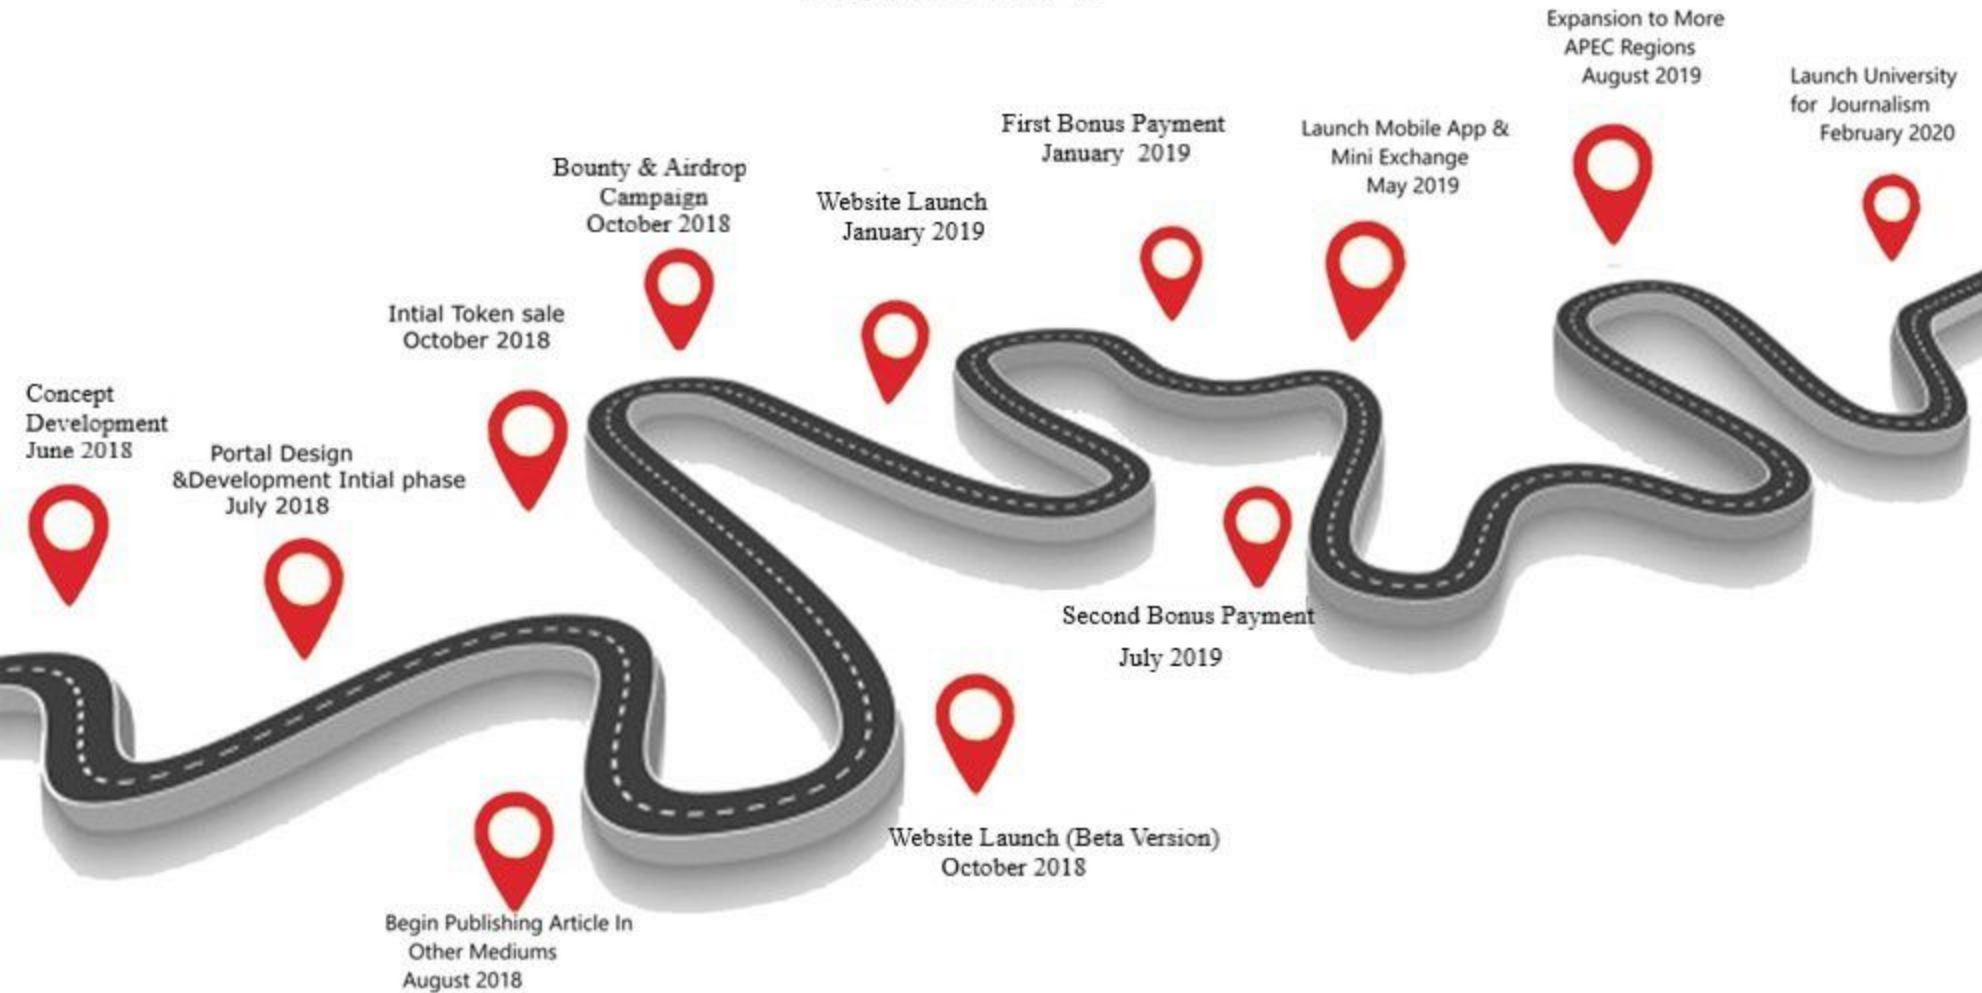 Expansion to More
APEC Regions
August 2019
Launch University
for Journalism
February 2020
First Bonus Payment
January 2019
Launch Mobile App &
Mini Exchange
May 2019
Bounty & Airdrop
Campaign
October 2018
Website Launch
January 2019
Intial Token sale
October 2018
Concept
Development
June 2018
Portal Design
&Development Intial phase
July 2018
Second Bonus Payment
July 2019
Website Launch (Beta Version)
October 2018
Begin Publishing Article In
Other Mediums
August 2018